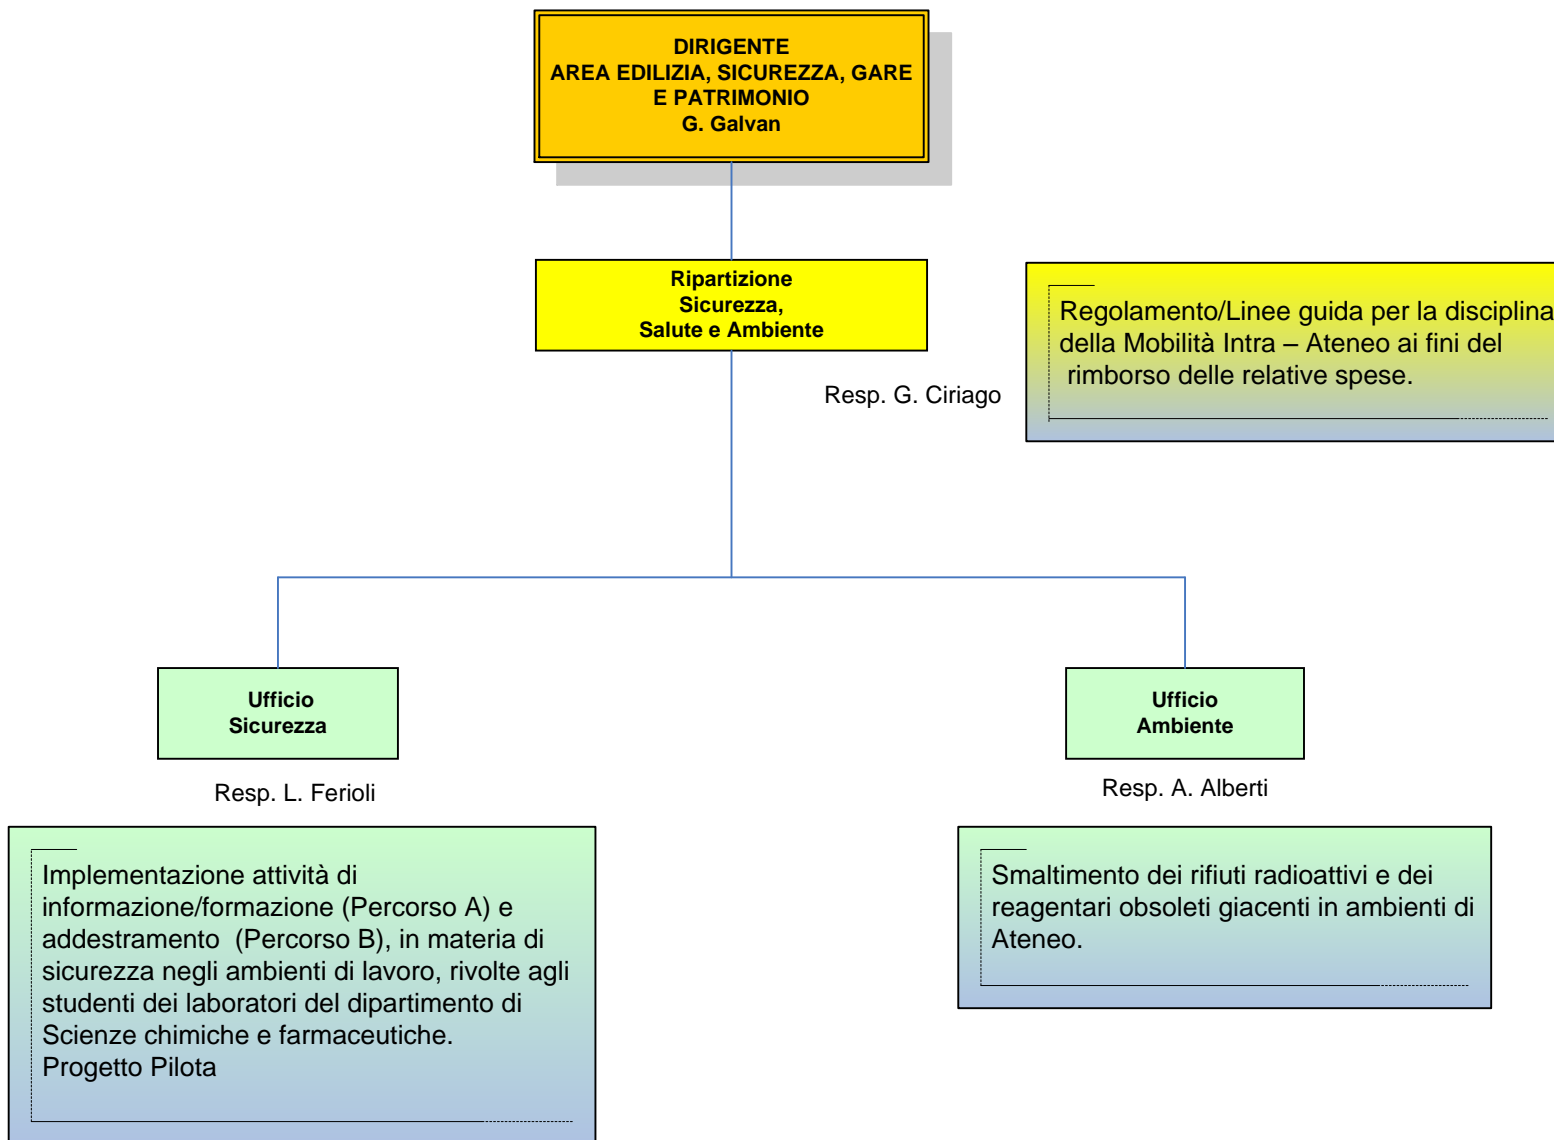 DIRIGENTE
AREA EDILIZIA, SICUREZZA, GARE
E PATRIMONIO
G. Galvan
Ripartizione
Sicurezza,
Salute e Ambiente
Resp. G. Ciriago
Regolamento/Linee guida per la disciplina
della Mobilità Intra – Ateneo ai fini del
rimborso delle relative spese.
Ufficio
Sicurezza
Resp. L. Ferioli
Implementazione attività di
informazione/formazione (Percorso A) e
addestramento  (Percorso B), in materia di
sicurezza negli ambienti di lavoro, rivolte agli
studenti dei laboratori del dipartimento di
Scienze chimiche e farmaceutiche.
Progetto Pilota
Ufficio
Ambiente
Resp. A. Alberti
Smaltimento dei rifiuti radioattivi e dei
reagentari obsoleti giacenti in ambienti di
Ateneo.